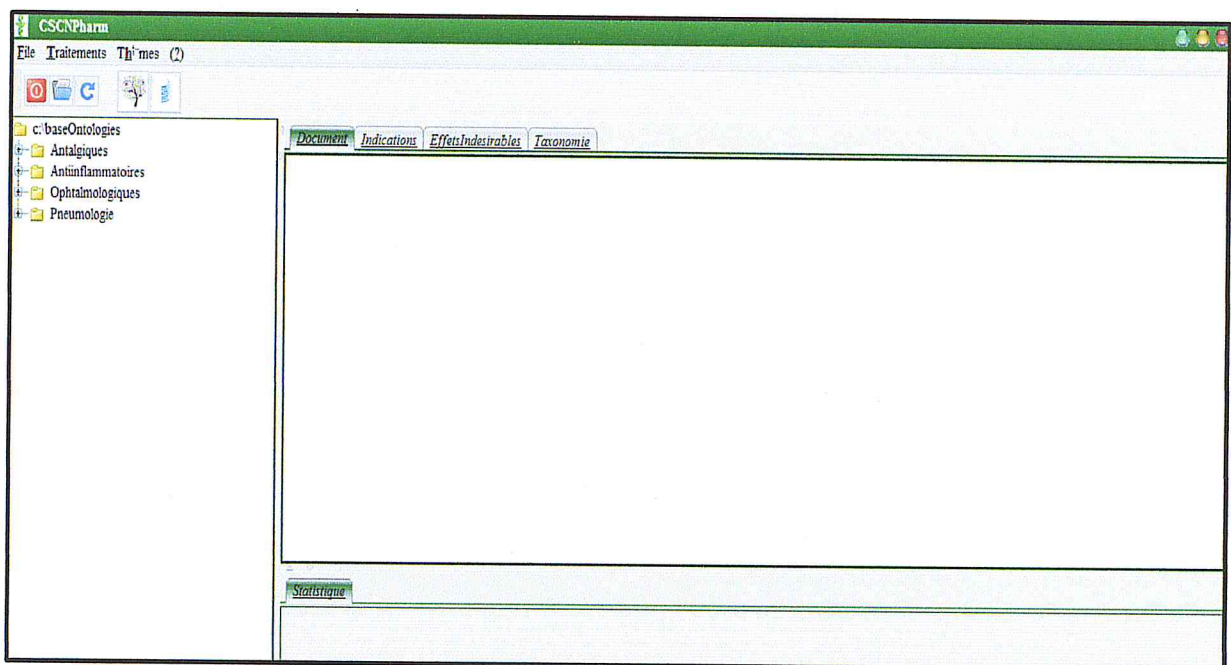 CSCNPharm
File Traitements Thèmes (?)
c:\baseOntologies
Antalgiques
Antiinflammatoires
Ophtalmologiques
Pneumologie
Document Indications EffetsIndesirables Taxonomie
Statistique